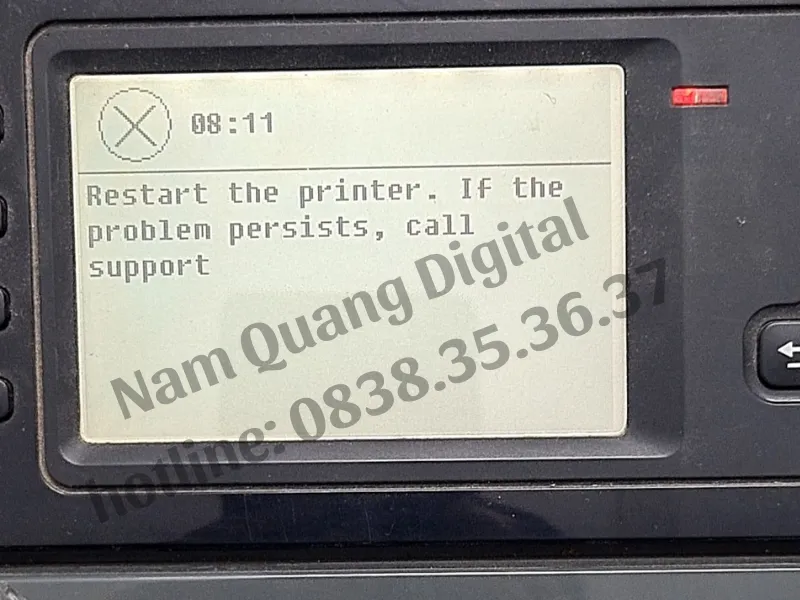 08:11
Restart the printer. If the
problem persists, call
support
Nam Quang Digital
hotline: 0838.35.36.37